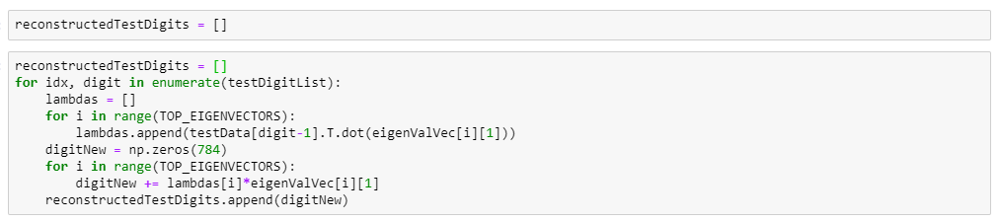 reconstructedTestDigits = []
reconstructedTestDigits = []
for idx, digit in enumerate(testDigitList):
    lambdas = []
    for i in range(TOP_EIGENVECTORS):
        lambdas.append(testData[digit-1].T.dot(eigenValVec[i][1]))
    digitNew = np.zeros(784)
    for i in range(TOP_EIGENVECTORS):
        digitNew += lambdas[i]*eigenValVec[i][1]
    reconstructedTestDigits.append(digitNew)